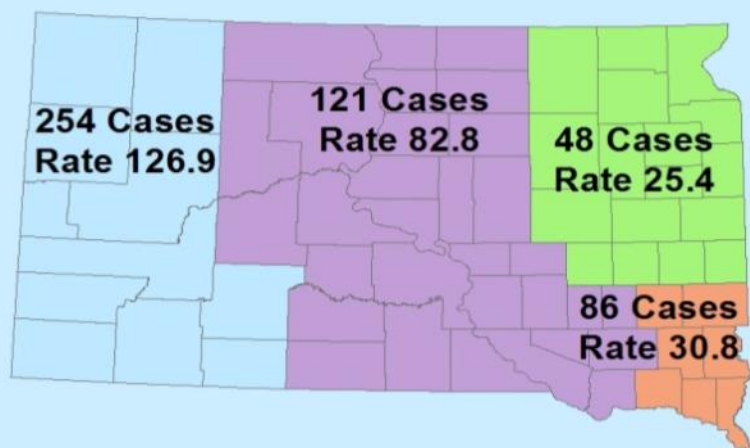 254 Cases
Rate 126.9
121 Cases
Rate 82.8
48 Cases
Rate 25.4
86 Cases
Rate 30.8